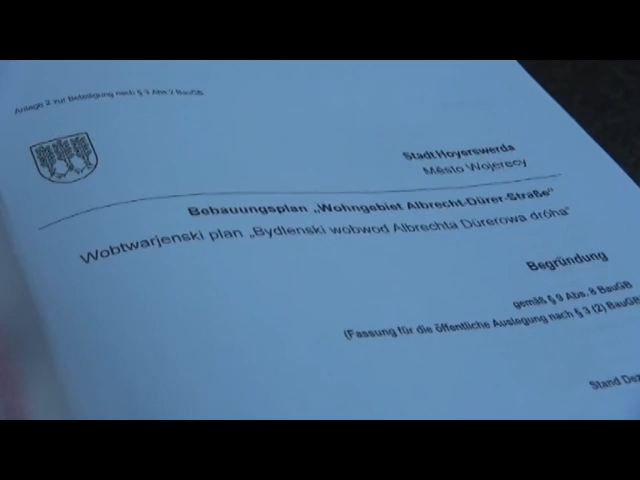 Anlage 2 zur Beteiligung nach § 3 Abs 2 BauGB
Stadt Hoyerswerda
Město Wojerecy
Bebauungsplan „Wohngebiet Albrecht-Dürer-Straße“
Wobtwarjenski plan „Bydlenski wobwod Albrechta Dürerowa dróha“
Begründung
gemäß § 9 Abs. 8 BauGB
(Fassung für die öffentliche Auslegung nach § 3 (2) BauGB
Stand Dez